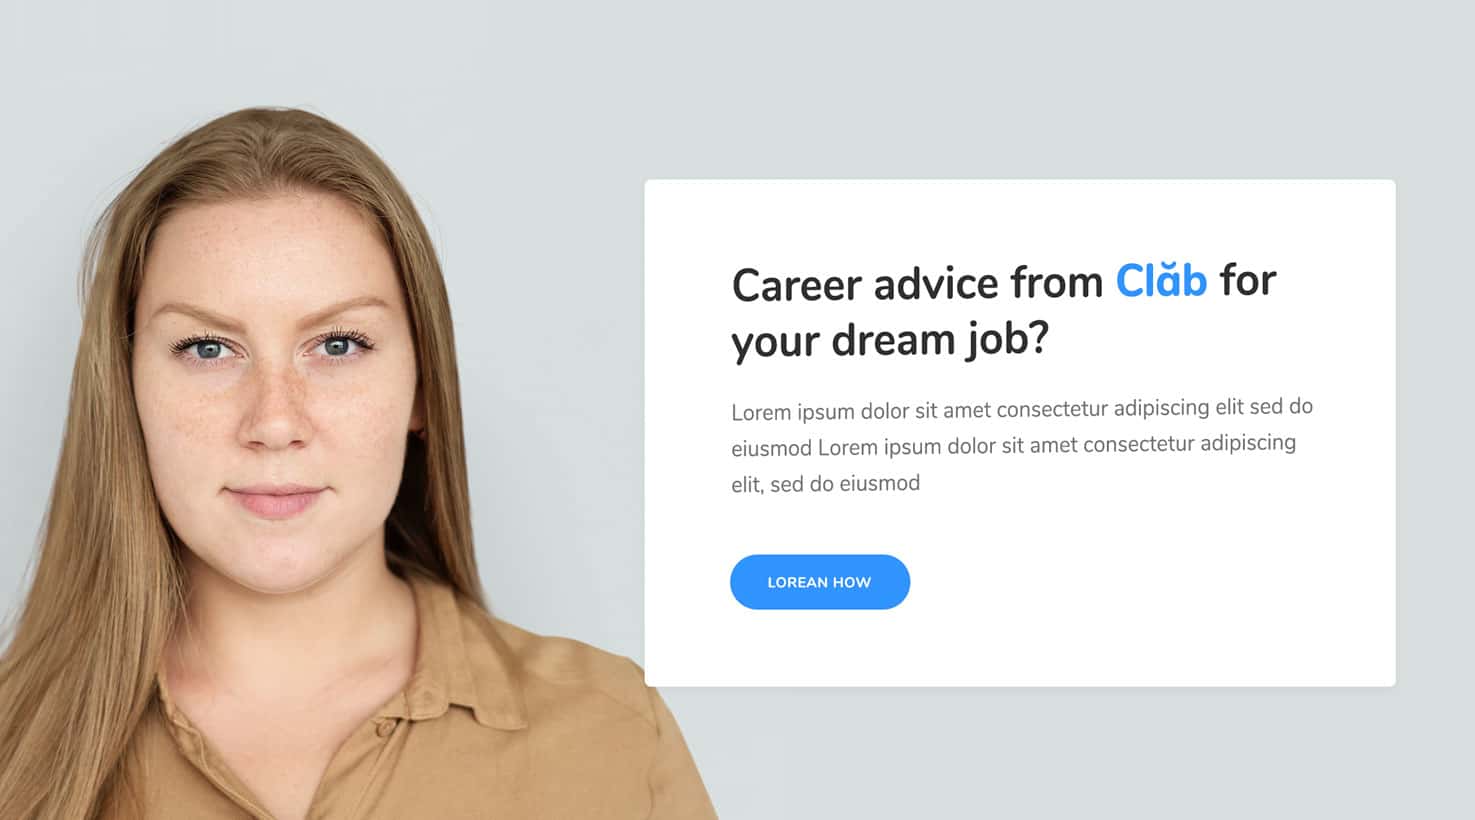 Career advice from Clăb for
your dream job?
Lorem ipsum dolor sit amet consectetur adipiscing elit sed do
eiusmod Lorem ipsum dolor sit amet consectetur adipiscing
elit, sed do eiusmod
LOREAN HOW